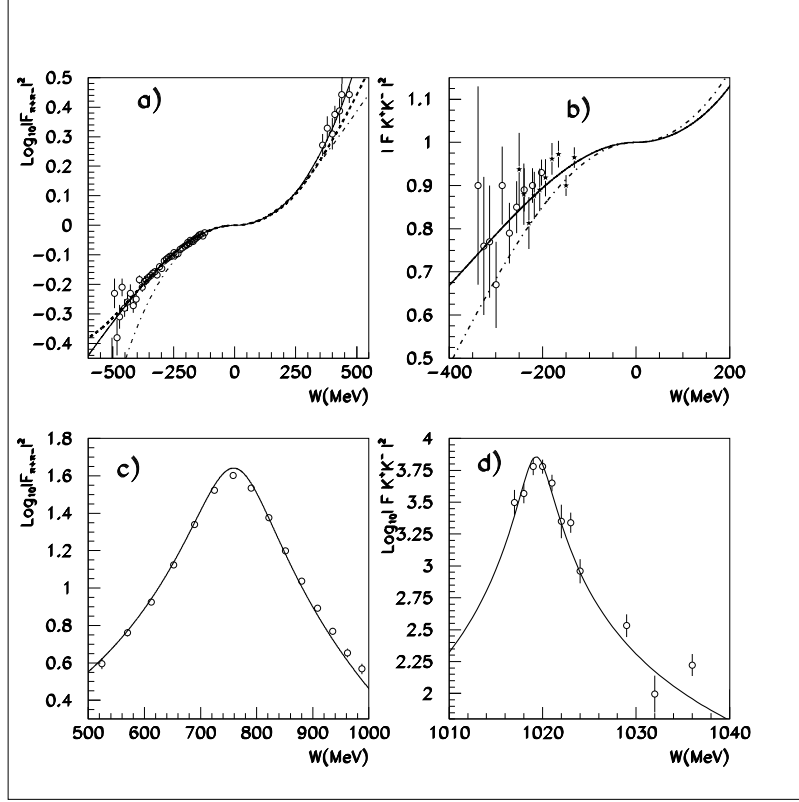 a)
Log₁₀|F_π+π−|²
0.5
0.4
0.3
0.2
0.1
0
−0.1
−0.2
−0.3
−0.4
−500 −250 0 250 500
W(MeV)
b)
| F K⁺K⁻ |²
1.1
1
0.9
0.8
0.7
0.6
0.5
−400 −200 0 200
W(MeV)
c)
Log₁₀|F_π+π−|²
1.8
1.6
1.4
1.2
1
0.8
0.6
0.4
500 600 700 800 900 1000
W(MeV)
d)
Log₁₀| F K⁺K⁻ |²
4
3.75
3.5
3.25
3
2.75
2.5
2.25
2
1010 1020 1030 1040
W(MeV)